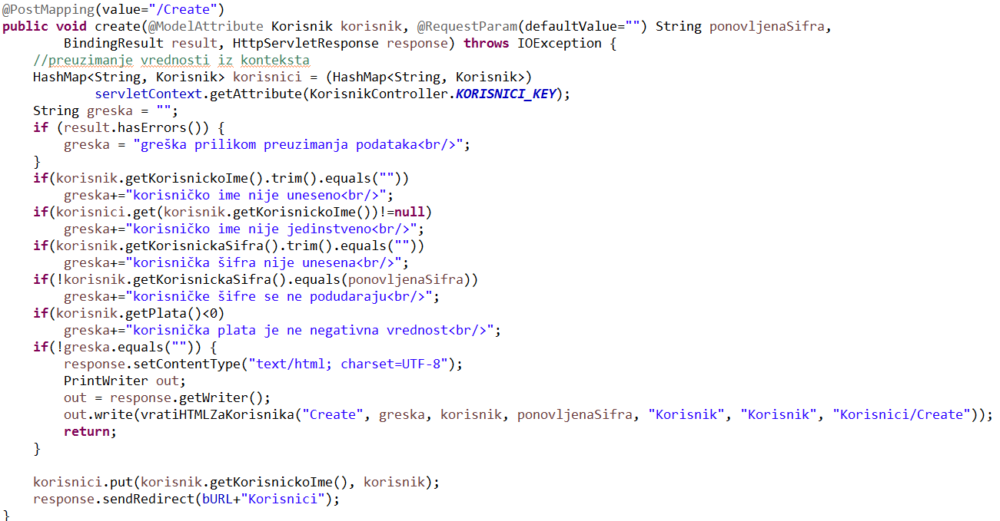 @PostMapping(value="/Create")
public void create(@ModelAttribute Korisnik korisnik, @RequestParam(defaultValue="") String ponovljenaSifra,
        BindingResult result, HttpServletResponse response) throws IOException {
    //preuzimanje vrednosti iz konteksta
    HashMap<String, Korisnik> korisnici = (HashMap<String, Korisnik>)
            servletContext.getAttribute(KorisnikController.KORISNICI_KEY);
    String greska = "";
    if (result.hasErrors()) {
        greska = "greška prilikom preuzimanja podataka<br/>";
    }
    if(korisnik.getKorisnickoIme().trim().equals(""))
        greska+="korisničko ime nije uneseno<br/>";
    if(korisnici.get(korisnik.getKorisnickoIme())!=null)
        greska+="korisničko ime nije jedinstveno<br/>";
    if(korisnik.getKorisnickaSifra().trim().equals(""))
        greska+="korisnička šifra nije unesena<br/>";
    if(!korisnik.getKorisnickaSifra().equals(ponovljenaSifra))
        greska+="korisničke šifre se ne podudaraju<br/>";
    if(korisnik.getPlata()<0)
        greska+="korisnička plata je ne negativna vrednost<br/>";
    if(!greska.equals("")) {
        response.setContentType("text/html; charset=UTF-8");
        PrintWriter out;
        out = response.getWriter();
        out.write(vratiHTMLZaKorisnika("Create", greska, korisnik, ponovljenaSifra, "Korisnik", "Korisnik", "Korisnici/Create"));
        return;
    }

    korisnici.put(korisnik.getKorisnickoIme(), korisnik);
    response.sendRedirect(bURL+"Korisnici");
}